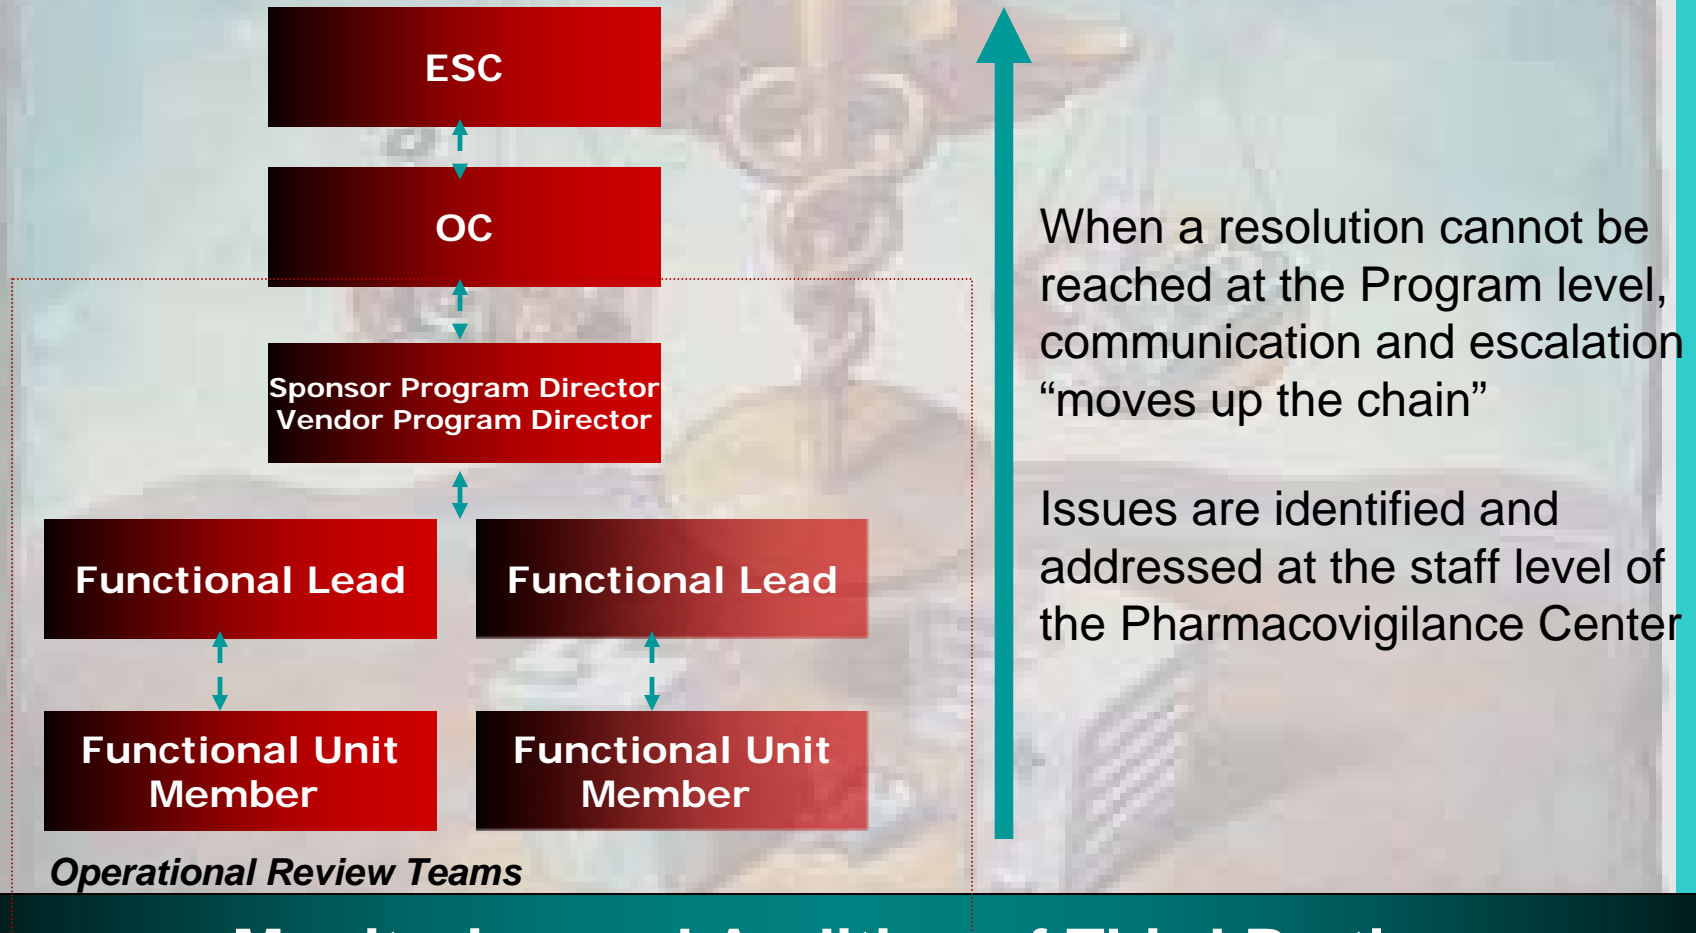 ESC
OC
Sponsor Program Director
Vendor Program Director
Functional Lead
Functional Lead
Functional Unit
Member
Functional Unit
Member
Operational Review Teams
When a resolution cannot be
reached at the Program level,
communication and escalation
“moves up the chain”
Issues are identified and
addressed at the staff level of
the Pharmacovigilance Center